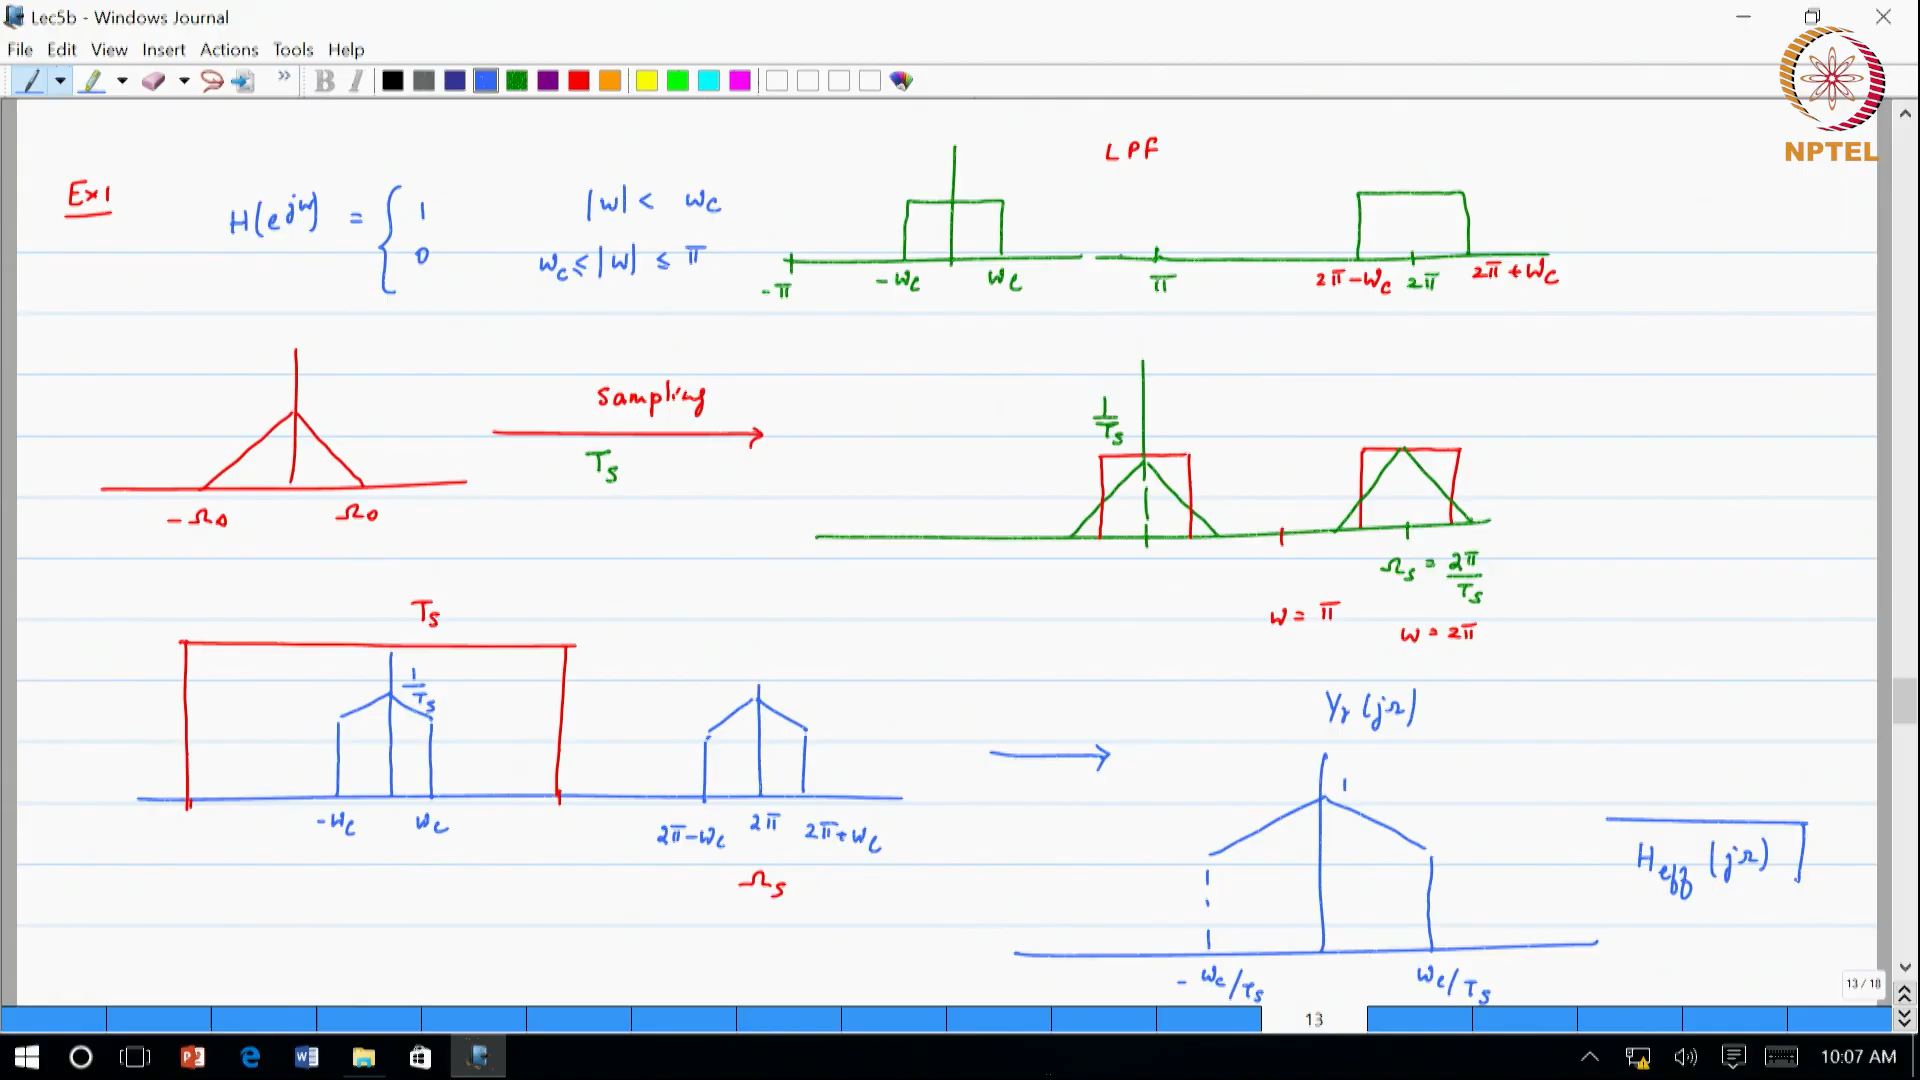 Lec5b - Windows Journal
File Edit View Insert Actions Tools Help
B I
NPTEL
Ex1
H(e^jω) = { 1 |ω| < ωc
0 ωc ≤ |ω| ≤ π
LPF
-π -ωc ωc π 2π-ωc 2π 2π+ωc
Sampling
Ts
-Ω0 Ω0
1/Ts
Ωs = 2π/Ts
ω = π ω = 2π
Ts
1/Ts
-ωc ωc 2π-ωc 2π 2π+ωc
Ωs
Yr(jΩ)
1
-ωc/Ts ωc/Ts
Heff(jΩ)
13 / 18
13
10:07 AM